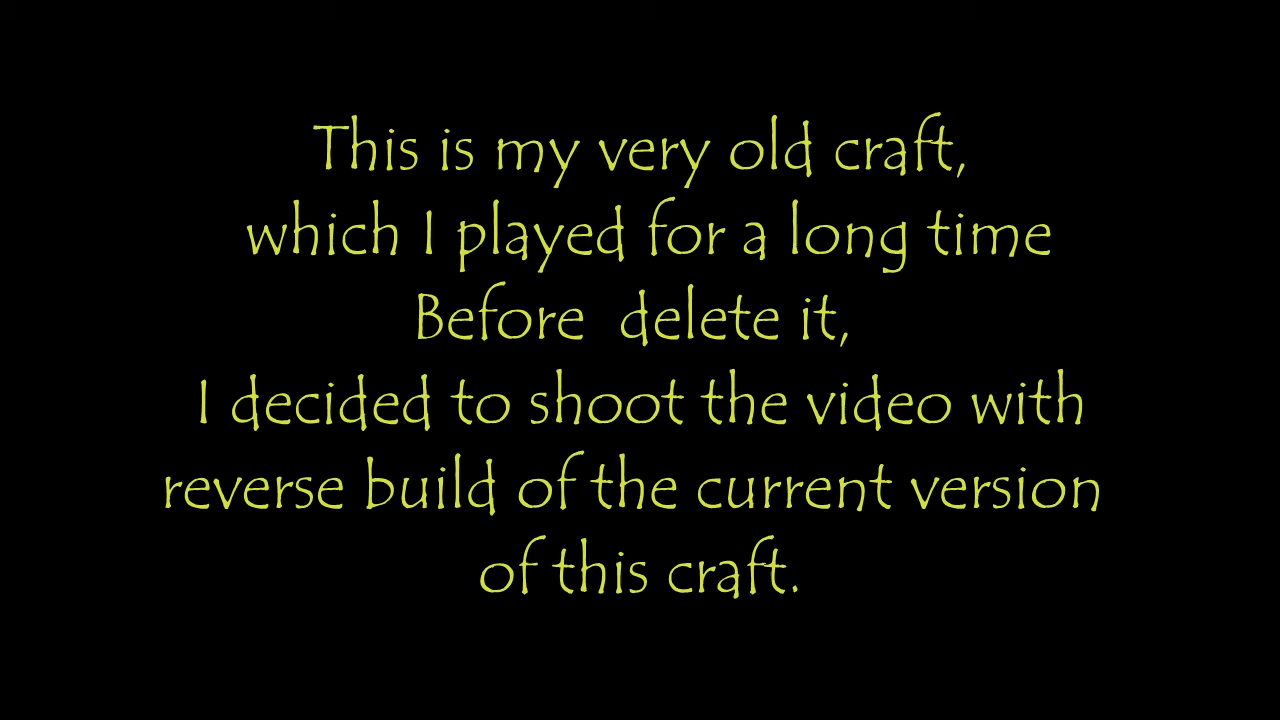 This is my very old craft,
which I played for a long time
Before  delete it,
I decided to shoot the video with
reverse build of the current version
of this craft.